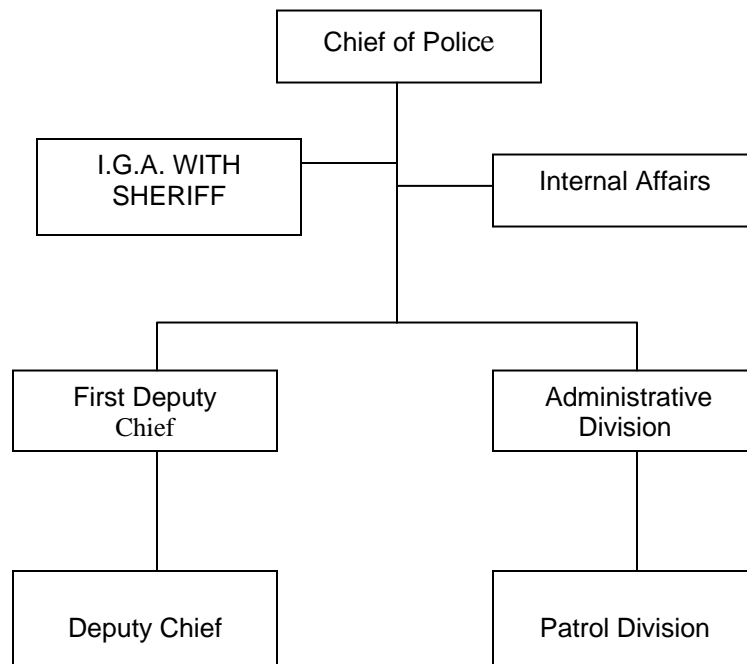 Chief of Police
I.G.A. WITH
SHERIFF
Internal Affairs
First Deputy
Chief
Administrative
Division
Deputy Chief
Patrol Division